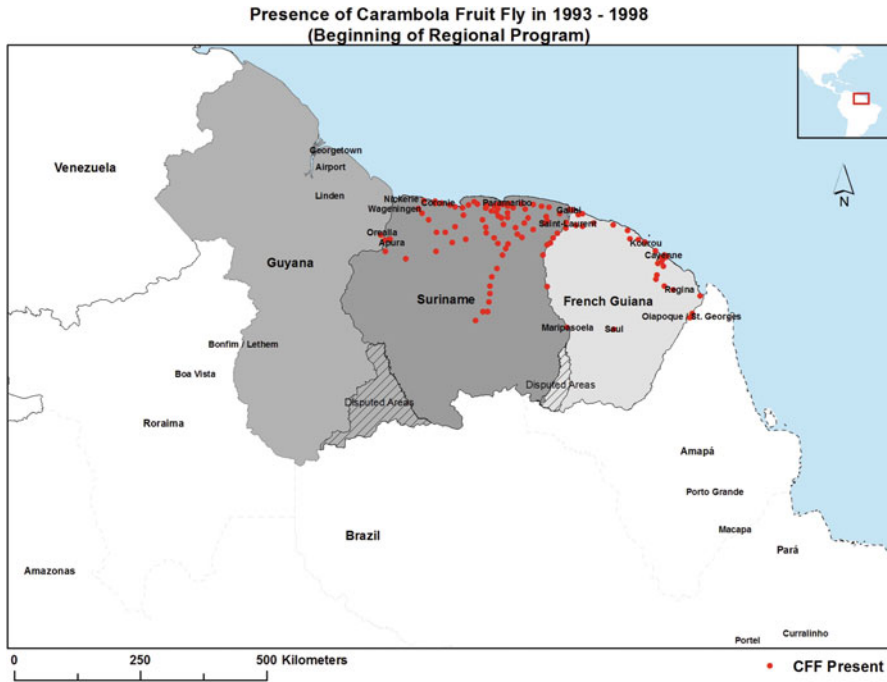 Presence of Carambola Fruit Fly in 1993 - 1998
(Beginning of Regional Program)
Venezuela
Georgetown
Airport
Linden
Nickerie
Coronie
Paramaribo
Wageningen
Galibi
Saint-Laurent
Orealla
Apura
Kourou
Cayenne
Guyana
Suriname
French Guiana
Regina
Oiapoque / St. Georges
Maripasoela
Saul
Bonfim / Lethem
Boa Vista
Disputed Areas
Disputed Areas
Roraima
Amapá
Porto Grande
Macapa
Brazil
Pará
Amazonas
Portel
Curralinho
N
0 250 500 Kilometers
CFF Present